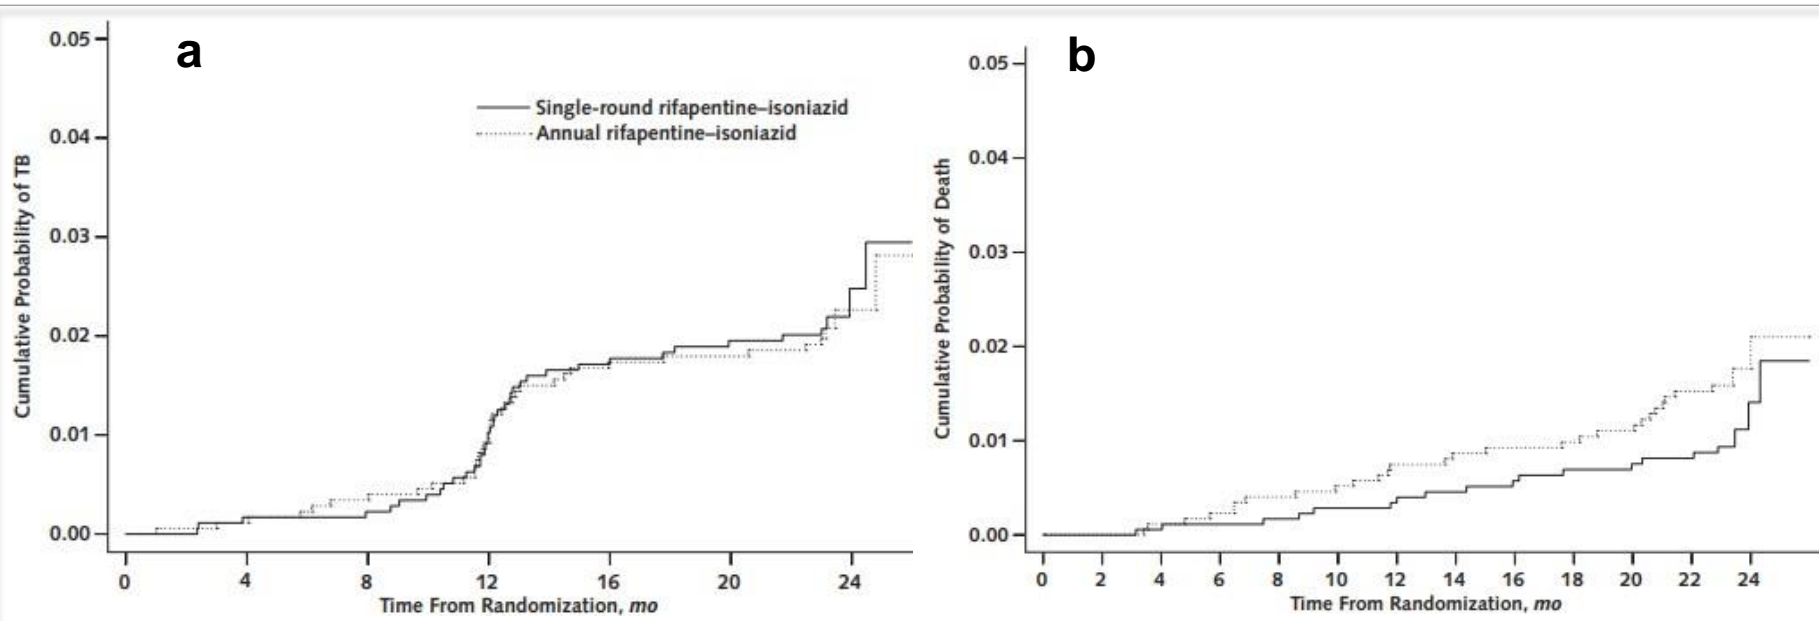 a
0.05
0.04
0.03
0.02
0.01
0.00
Cumulative Probability of TB
Single-round rifapentine–isoniazid
Annual rifapentine–isoniazid
0 4 8 12 16 20 24
Time From Randomization, mo
b
0.05
0.04
0.03
0.02
0.01
0.00
Cumulative Probability of Death
0 2 4 6 8 10 12 14 16 18 20 22 24
Time From Randomization, mo